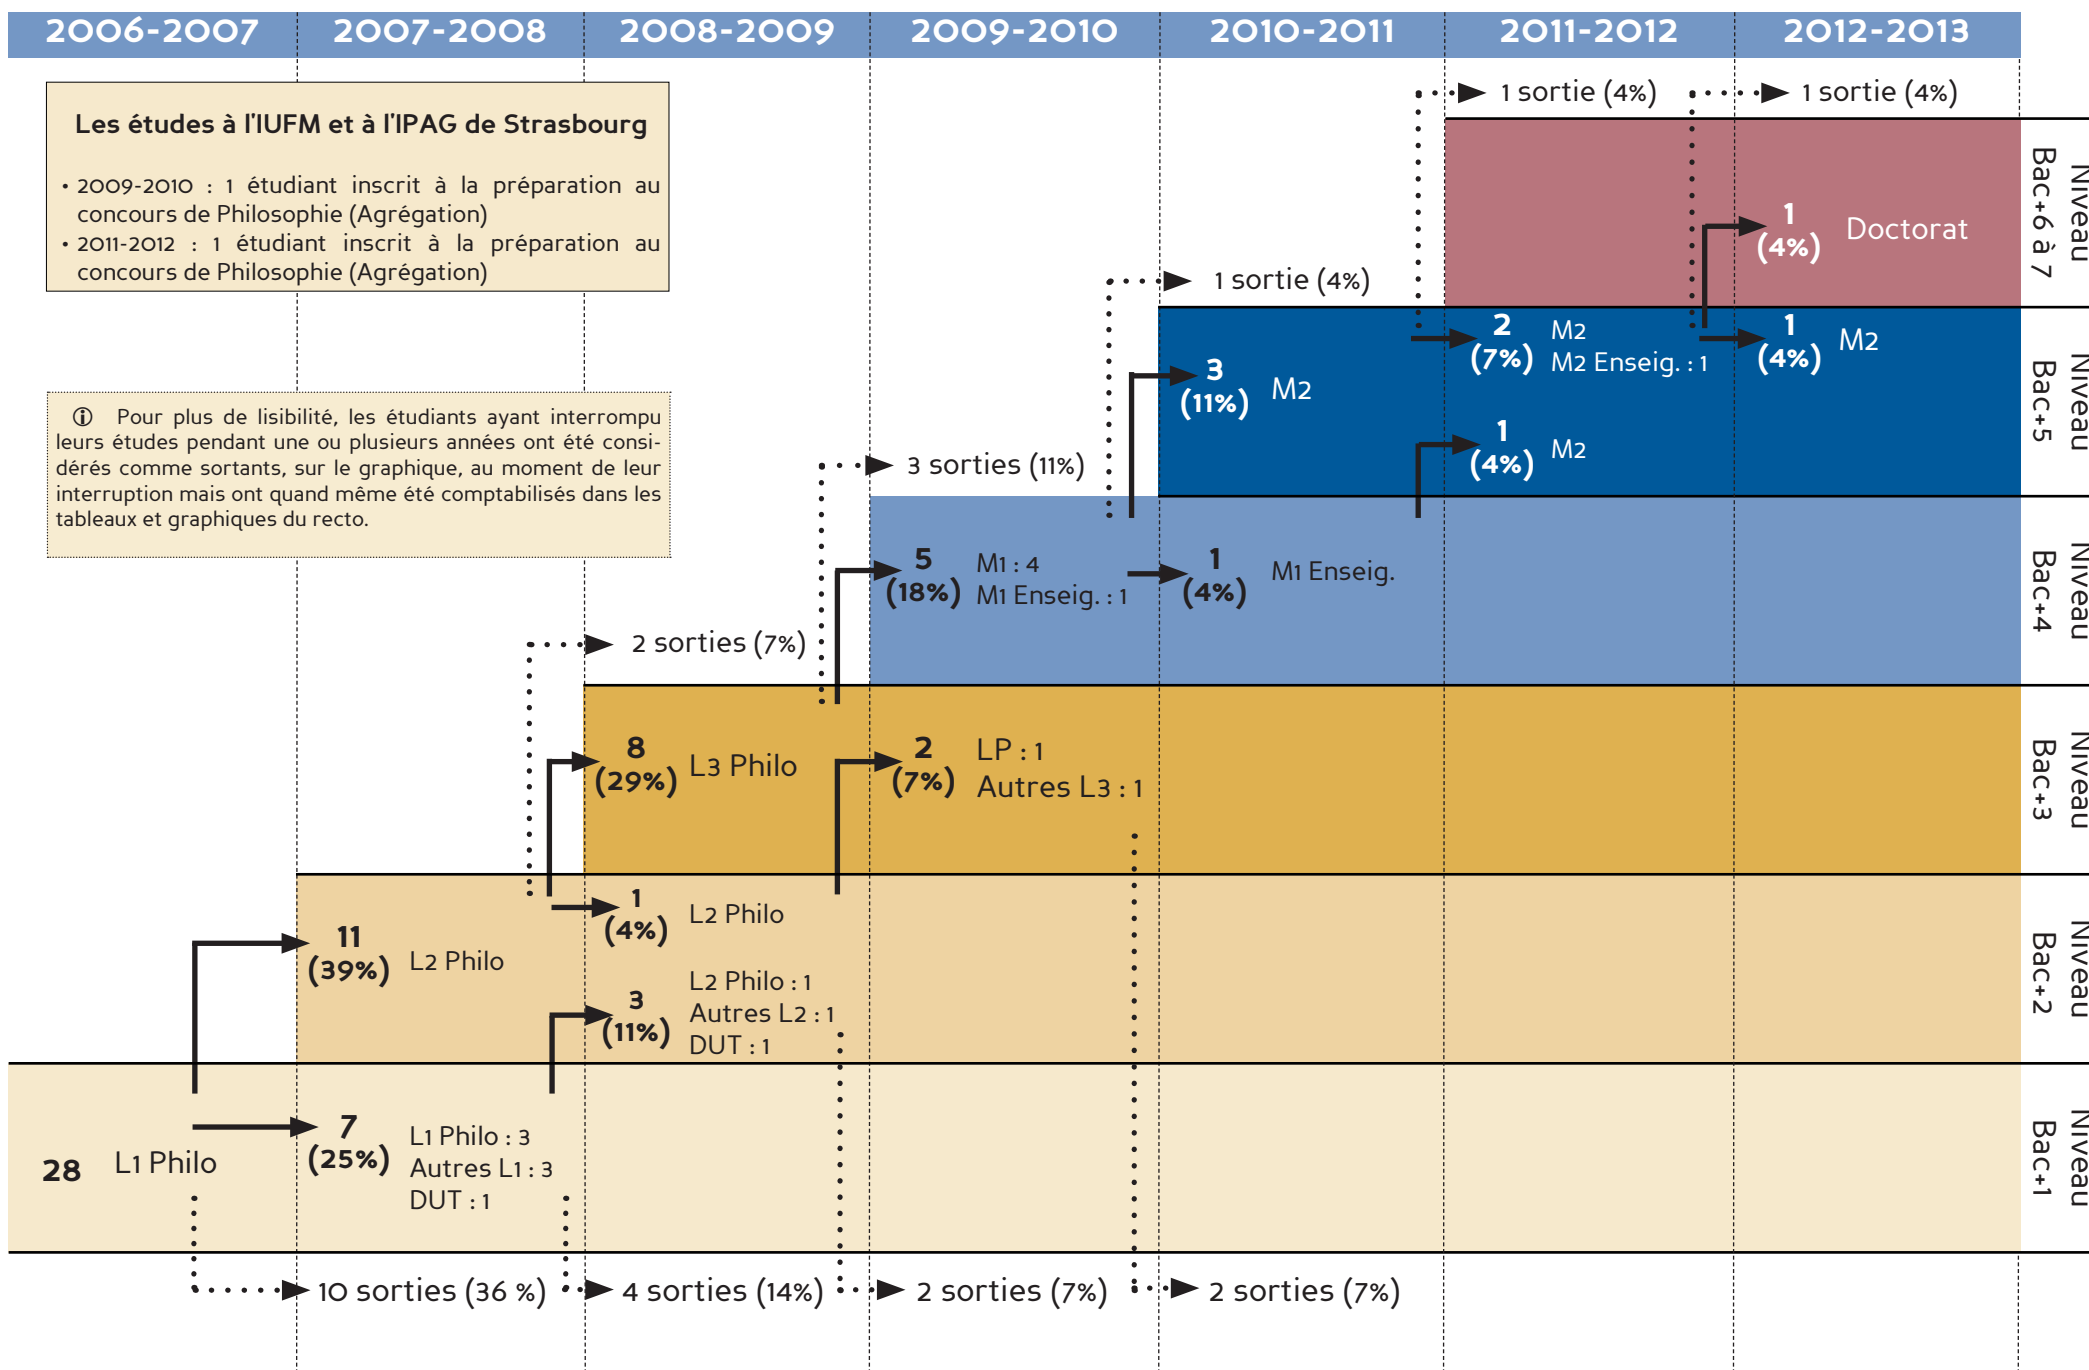 2006-2007 2007-2008 2008-2009 2009-2010 2010-2011 2011-2012 2012-2013
Les études à l'IUFM et à l'IPAG de Strasbourg
• 2009-2010 : 1 étudiant inscrit à la préparation au
concours de Philosophie (Agrégation)
• 2011-2012 : 1 étudiant inscrit à la préparation au
concours de Philosophie (Agrégation)
ⓘ Pour plus de lisibilité, les étudiants ayant interrompu
leurs études pendant une ou plusieurs années ont été consi-
dérés comme sortants, sur le graphique, au moment de leur
interruption mais ont quand même été comptabilisés dans les
tableaux et graphiques du recto.
1 sortie (4%)
1 sortie (4%)
1
(4%)
Doctorat
Niveau
Bac+6 à 7
1 sortie (4%)
3
(11%)
M2
2
(7%)
M2
M2 Enseig. : 1
1
(4%)
M2
1
(4%)
M2
Niveau
Bac+5
3 sorties (11%)
5
(18%)
M1 : 4
M1 Enseig. : 1
1
(4%)
M1 Enseig.
Niveau
Bac+4
2 sorties (7%)
8
(29%)
L3 Philo
2
(7%)
LP : 1
Autres L3 : 1
Niveau
Bac+3
11
(39%)
L2 Philo
1
(4%)
L2 Philo
3
(11%)
L2 Philo : 1
Autres L2 : 1
DUT : 1
Niveau
Bac+2
28
L1 Philo
7
(25%)
L1 Philo : 3
Autres L1 : 3
DUT : 1
Niveau
Bac+1
10 sorties (36 %)
4 sorties (14%)
2 sorties (7%)
2 sorties (7%)